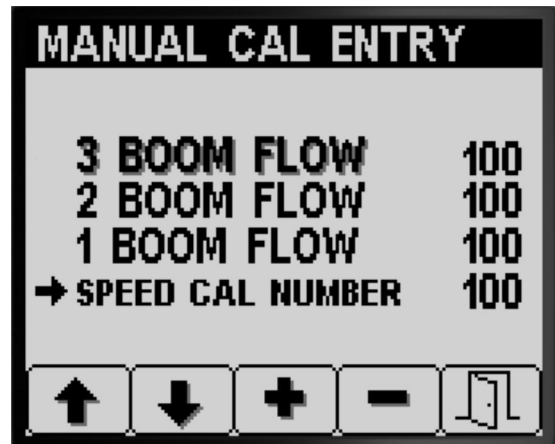 MANUAL CAL ENTRY
3 BOOM FLOW 100
2 BOOM FLOW 100
1 BOOM FLOW 100
SPEED CAL NUMBER 100